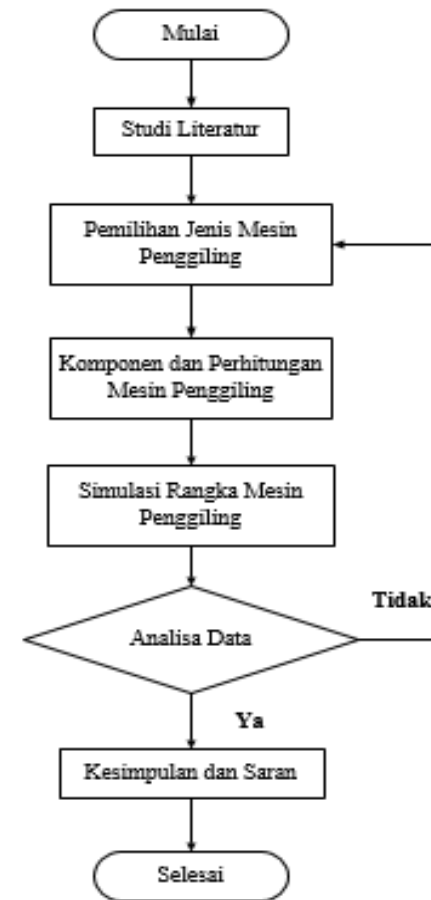 Mulai
Studi Literatur
Pemilihan Jenis Mesin
Penggiling
Komponen dan Perhitungan
Mesin Penggiling
Simulasi Rangka Mesin
Penggiling
Tidak
Analisa Data
Ya
Kesimpulan dan Saran
Selesai